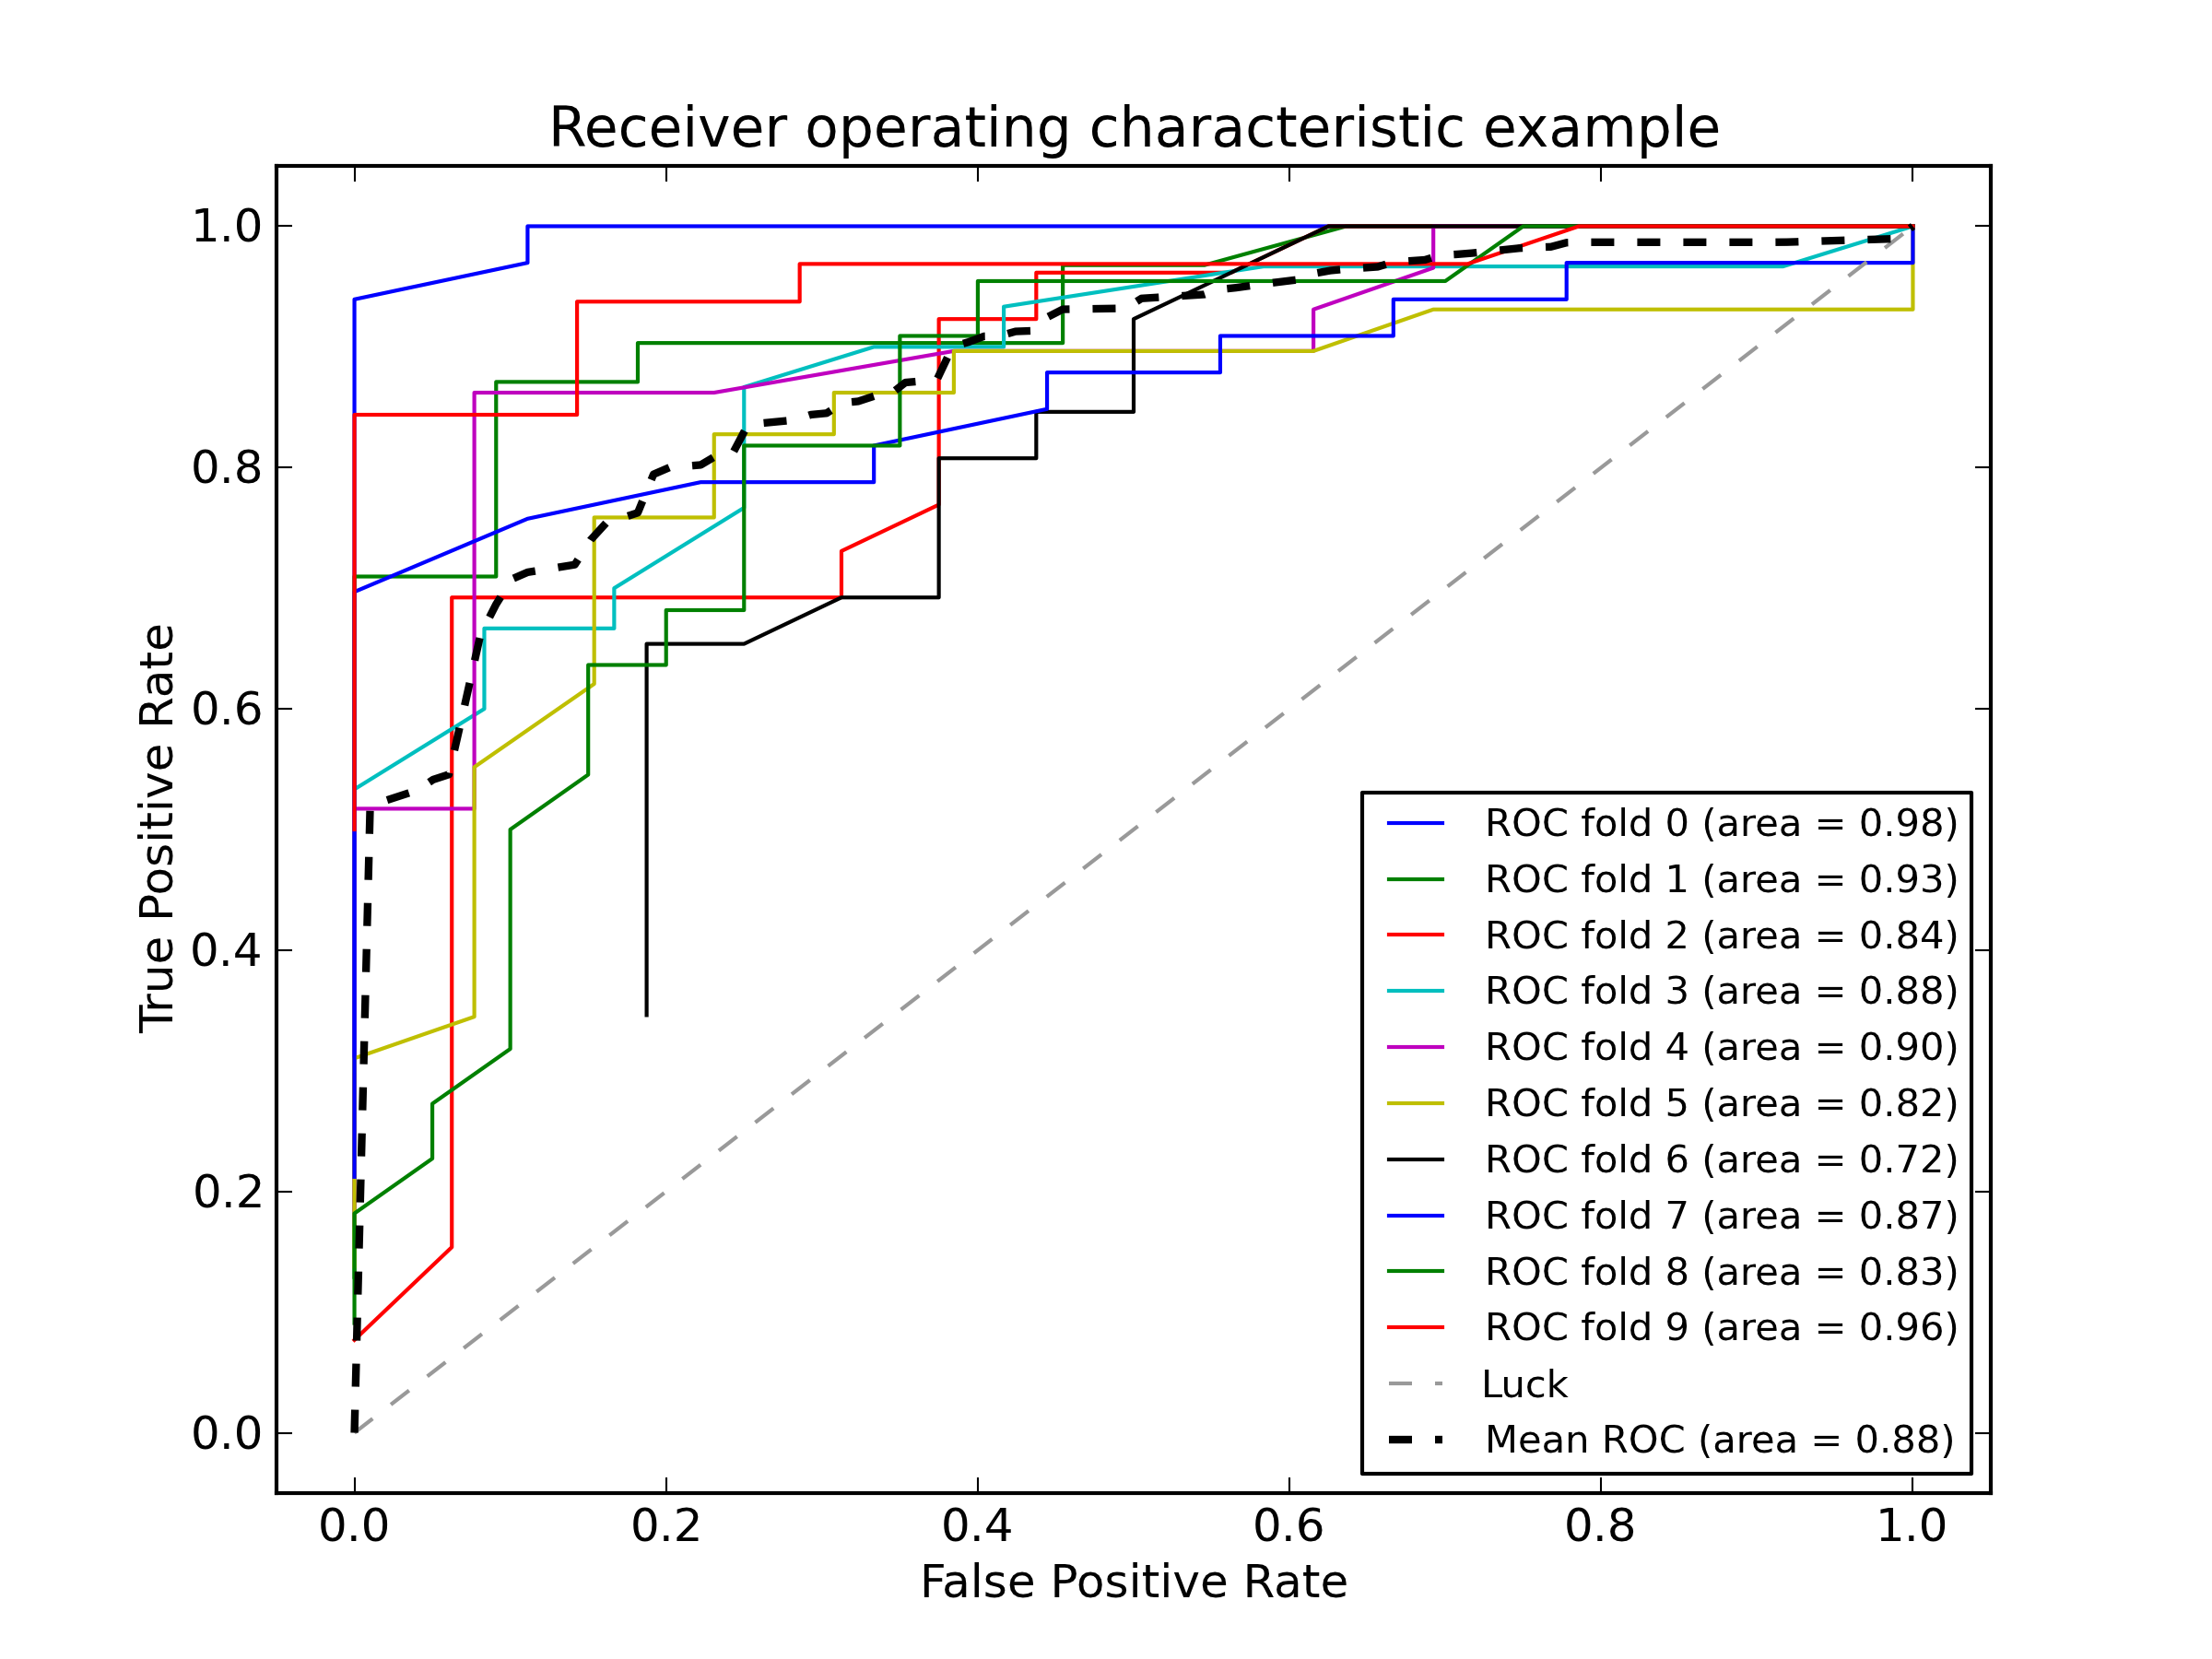 Receiver operating characteristic example
1.0
0.8
0.6
0.4
0.2
0.0
True Positive Rate
0.0 0.2 0.4 0.6 0.8 1.0
False Positive Rate
ROC fold 0 (area = 0.98)
ROC fold 1 (area = 0.93)
ROC fold 2 (area = 0.84)
ROC fold 3 (area = 0.88)
ROC fold 4 (area = 0.90)
ROC fold 5 (area = 0.82)
ROC fold 6 (area = 0.72)
ROC fold 7 (area = 0.87)
ROC fold 8 (area = 0.83)
ROC fold 9 (area = 0.96)
Luck
Mean ROC (area = 0.88)